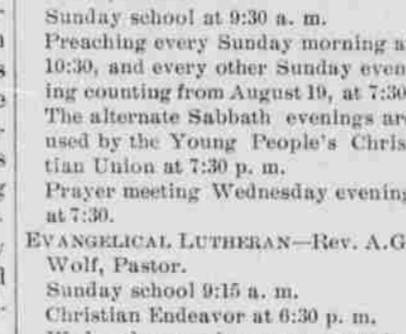 Sunday school at 9:30 a. m.
Preaching every Sunday morning a
10:30, and every other Sunday even
ing counting from August 19, at 7:30
The alternate Sabbath evenings are
used by the Young People's Chris
tian Union at 7:30 p. m.
Prayer meeting Wednesday evening
at 7:30.
EVANGELICAL LUTHERAN—Rev. A.G
Wolf, Pastor.
Sunday school 9:15 a. m.
Christian Endeavor at 6:30 p. m.